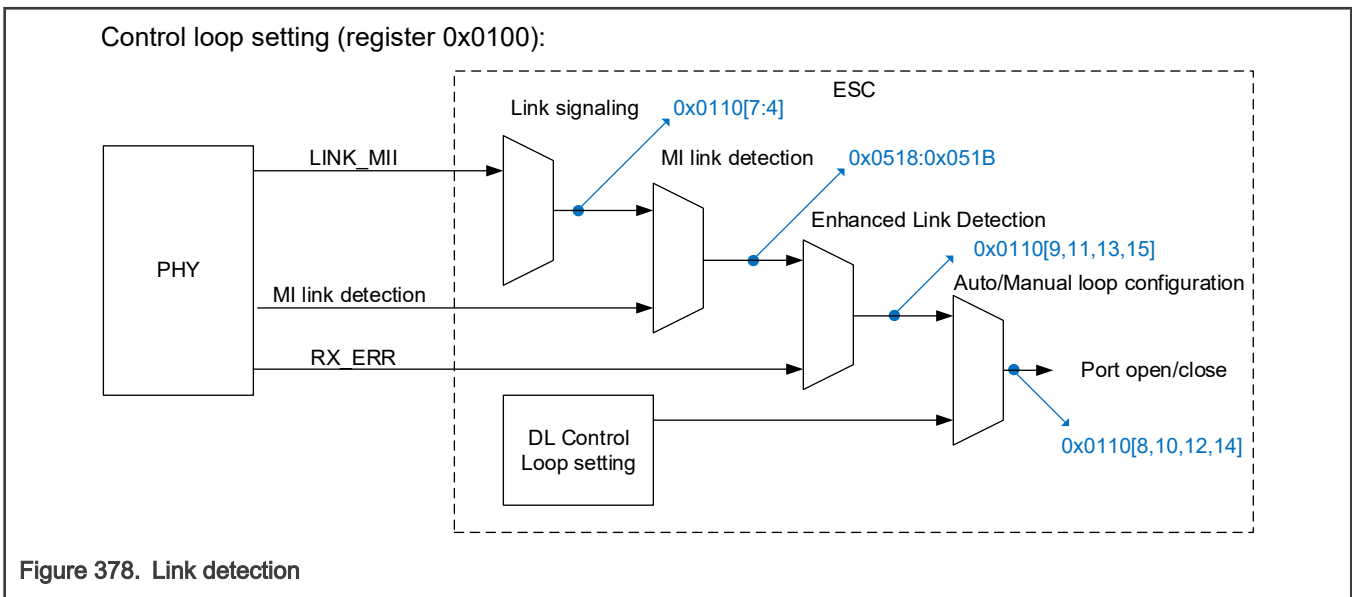 Control loop setting (register 0x0100):
ESC
Link signaling
0x0110[7:4]
LINK_MII
MI link detection
0x0518:0x051B
Enhanced Link Detection
0x0110[9,11,13,15]
PHY
Auto/Manual loop configuration
MI link detection
RX_ERR
Port open/close
DL Control
Loop setting
0x0110[8,10,12,14]
Figure 378. Link detection